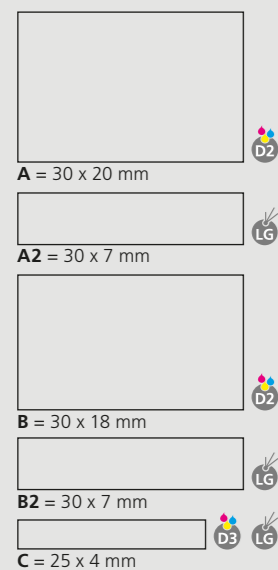 D2
A = 30 x 20 mm
LG
A2 = 30 x 7 mm
D2
B = 30 x 18 mm
LG
B2 = 30 x 7 mm
D3 LG
C = 25 x 4 mm